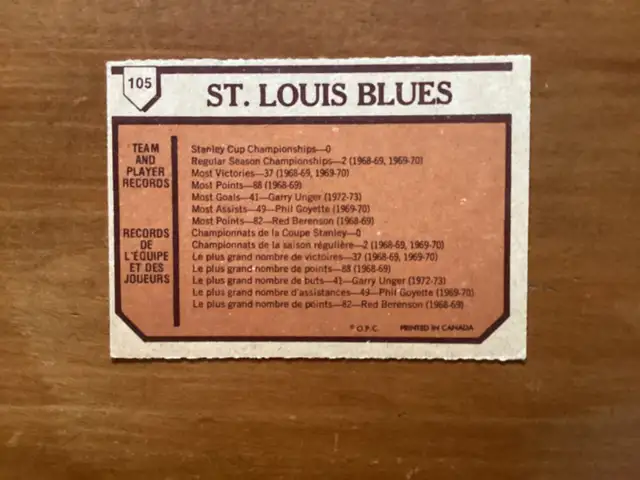 105
ST. LOUIS BLUES
TEAM
AND
PLAYER
RECORDS
Stanley Cup Championships—0
Regular Season Championships—2 (1968-69, 1969-70)
Most Victories—37 (1968-69, 1969-70)
Most Points—88 (1968-69)
Most Goals—41—Garry Unger (1972-73)
Most Assists—49—Phil Goyette (1969-70)
Most Points—82—Red Berenson (1968-69)
RECORDS
DE
L'ÉQUIPE
ET DES
JOUEURS
Championnats de la Coupe Stanley—0
Championnats de la saison régulière—2 (1968-69, 1969-70)
Le plus grand nombre de victoires—37 (1968-69, 1969-70)
Le plus grand nombre de points—88 (1968-69)
Le plus grand nombre de buts—41—Garry Unger (1972-73)
Le plus grand nombre d'assistances—49—Phil Goyette (1969-70)
Le plus grand nombre de points—82—Red Berenson (1968-69)
© O.P.C. PRINTED IN CANADA